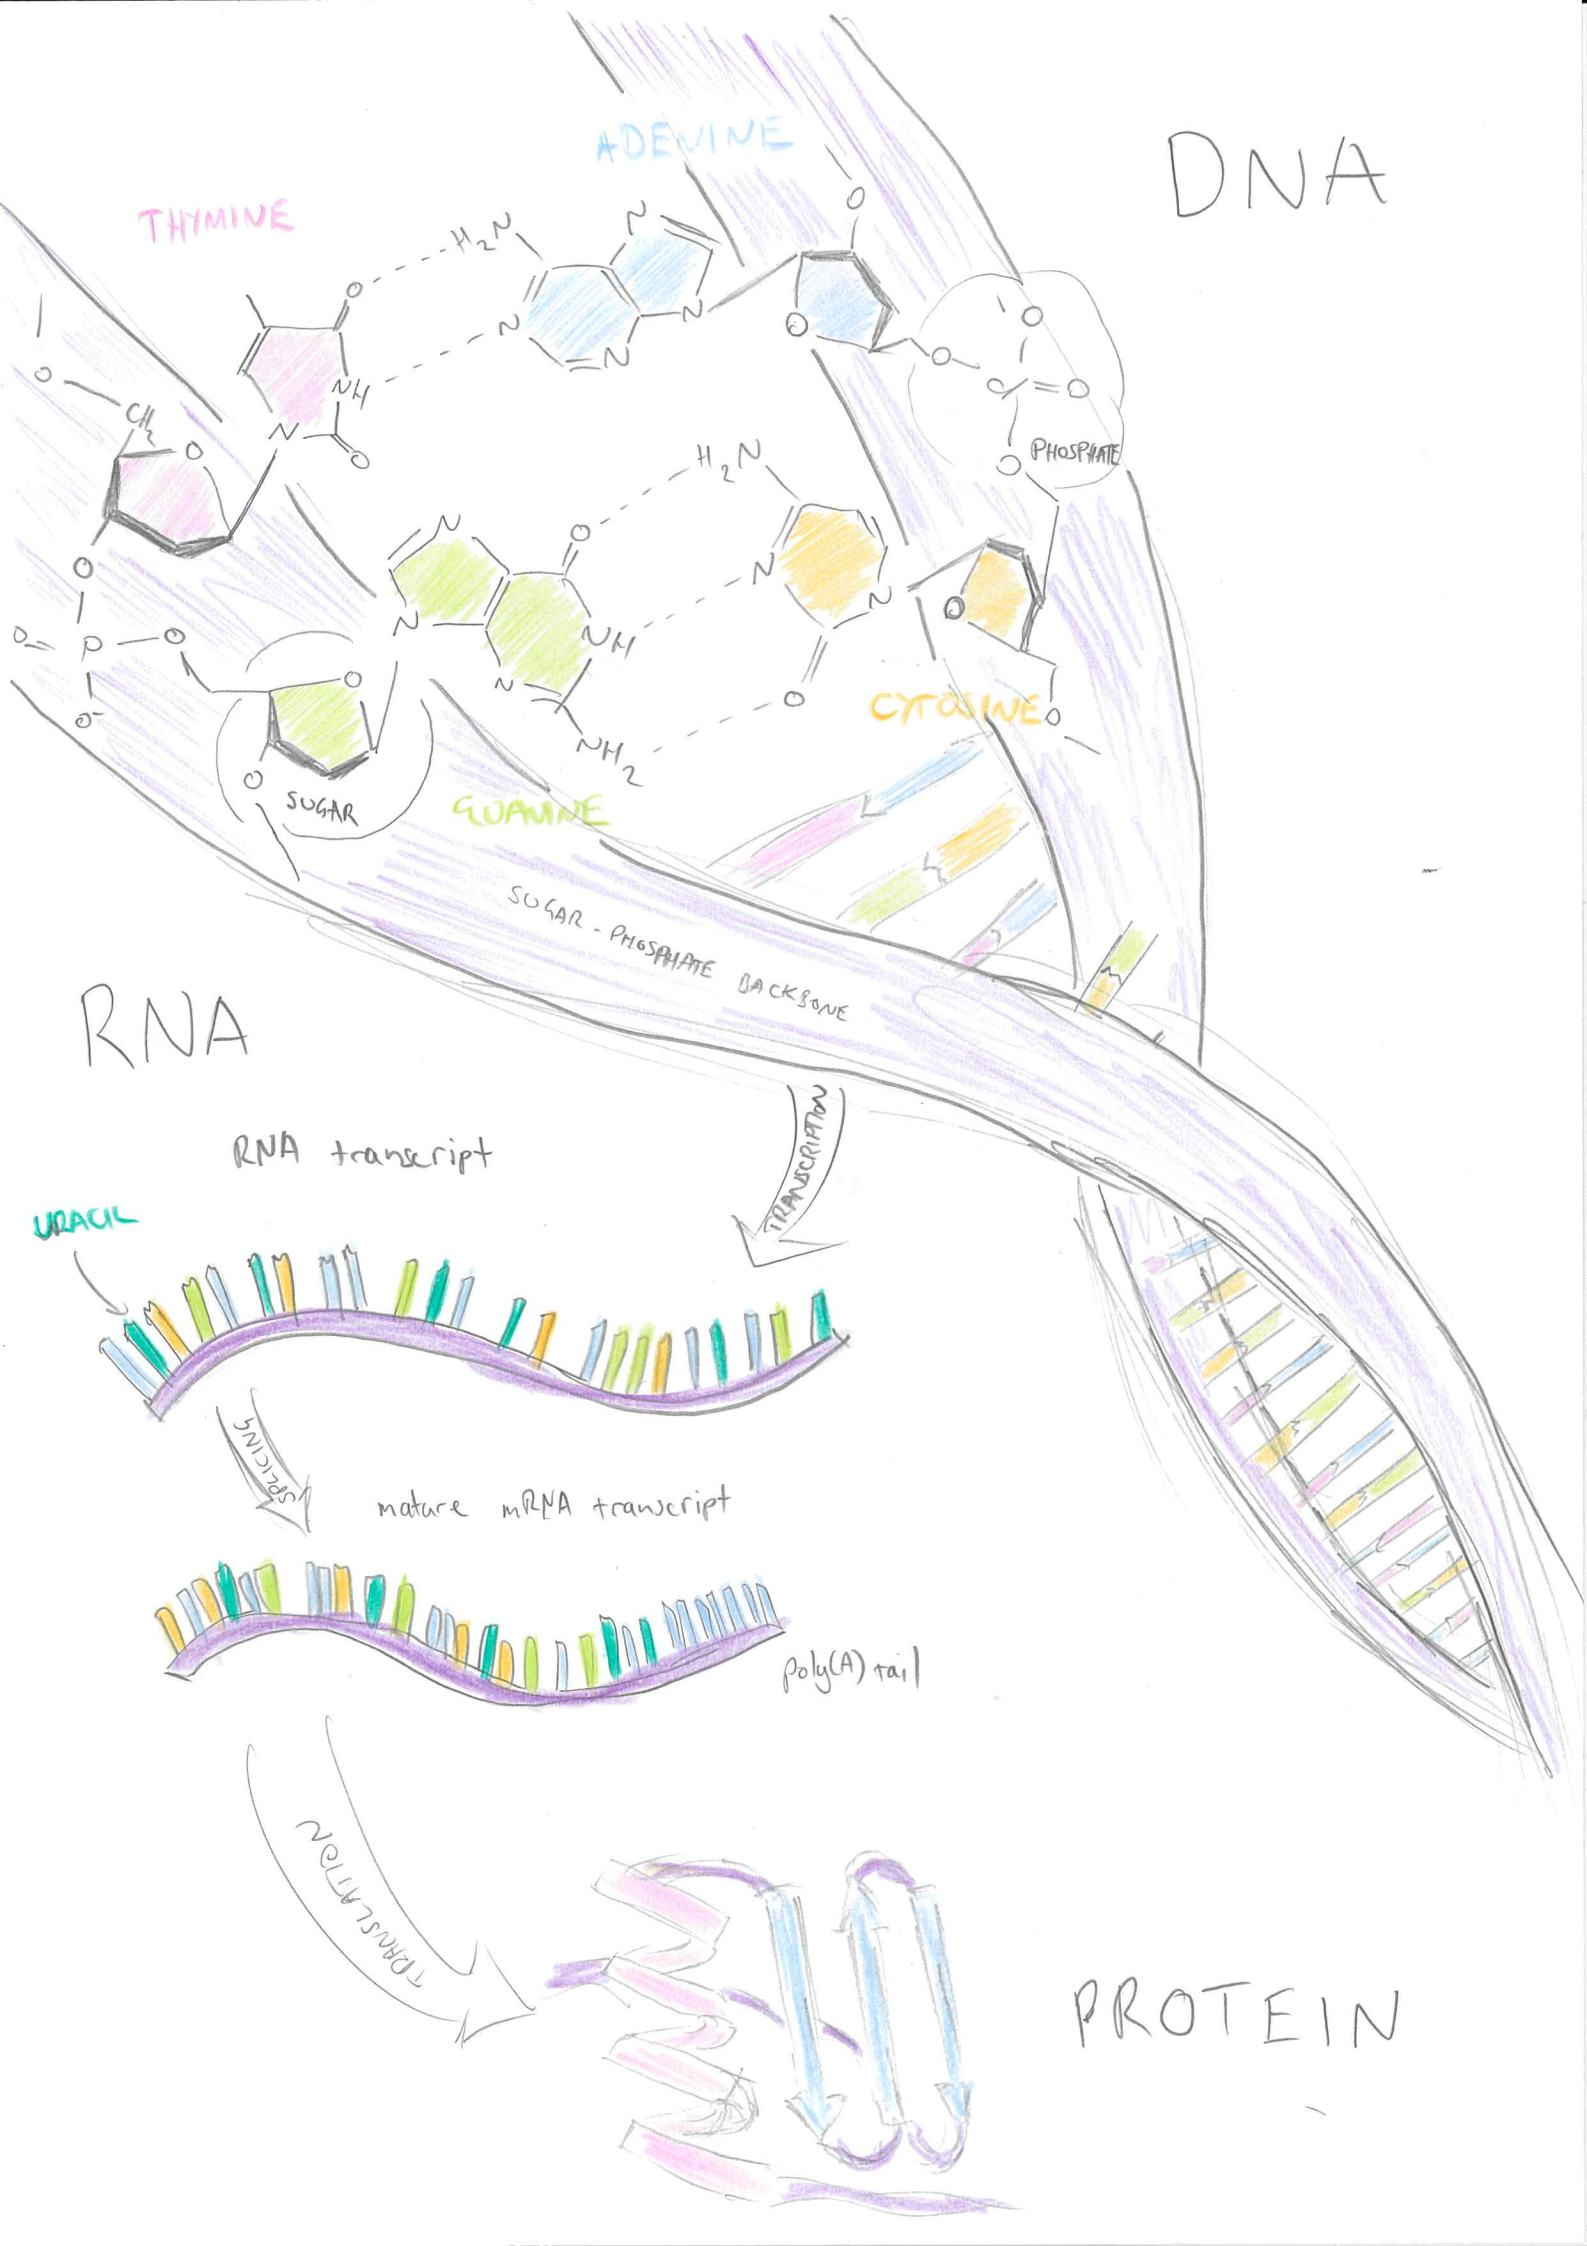 DNA
ADENINE
THYMINE
O
H₂N
N
N
N
N
O
O
O
NH
N
O
O
CH₂
O
O
O
P
O
O=
O⁻
O
O
O
O
O
PHOSPHATE
H₂N
N
N
O
O
NH
N
N
N
NH₂
O
O
CYTOSINE
O
O
SUGAR
GUANINE
SUGAR-PHOSPHATE BACKBONE
RNA
TRANSCRIPTION
RNA transcript
URACIL
SPLICING
mature mRNA transcript
poly(A) tail
TRANSLATION
PROTEIN